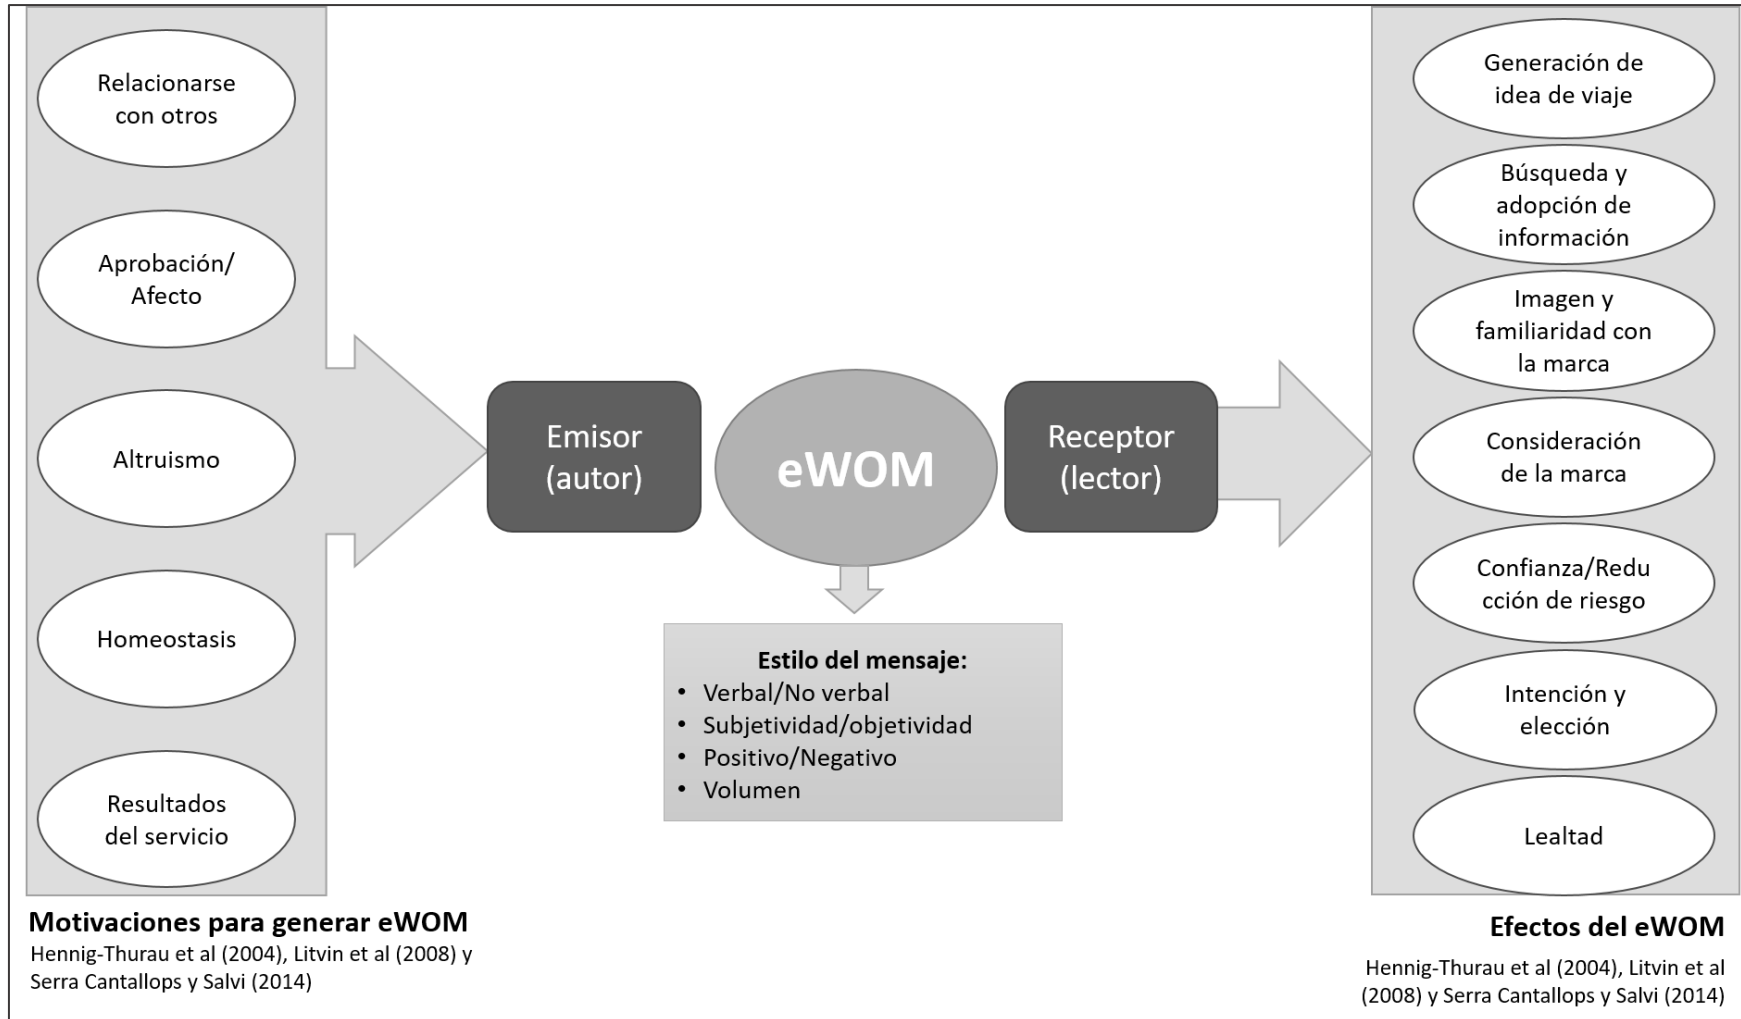 Relacionarse
con otros
Aprobación/
Afecto
Altruismo
Homeostasis
Resultados
del servicio
Motivaciones para generar eWOM
Hennig-Thurau et al (2004), Litvin et al (2008) y
Serra Cantallops y Salvi (2014)
Emisor
(autor)
eWOM
Receptor
(lector)
Estilo del mensaje:
• Verbal/No verbal
• Subjetividad/objetividad
• Positivo/Negativo
• Volumen
Generación de
idea de viaje
Búsqueda y
adopción de
información
Imagen y
familiaridad con
la marca
Consideración
de la marca
Confianza/Redu
cción de riesgo
Intención y
elección
Lealtad
Efectos del eWOM
Hennig-Thurau et al (2004), Litvin et al
(2008) y Serra Cantallops y Salvi (2014)